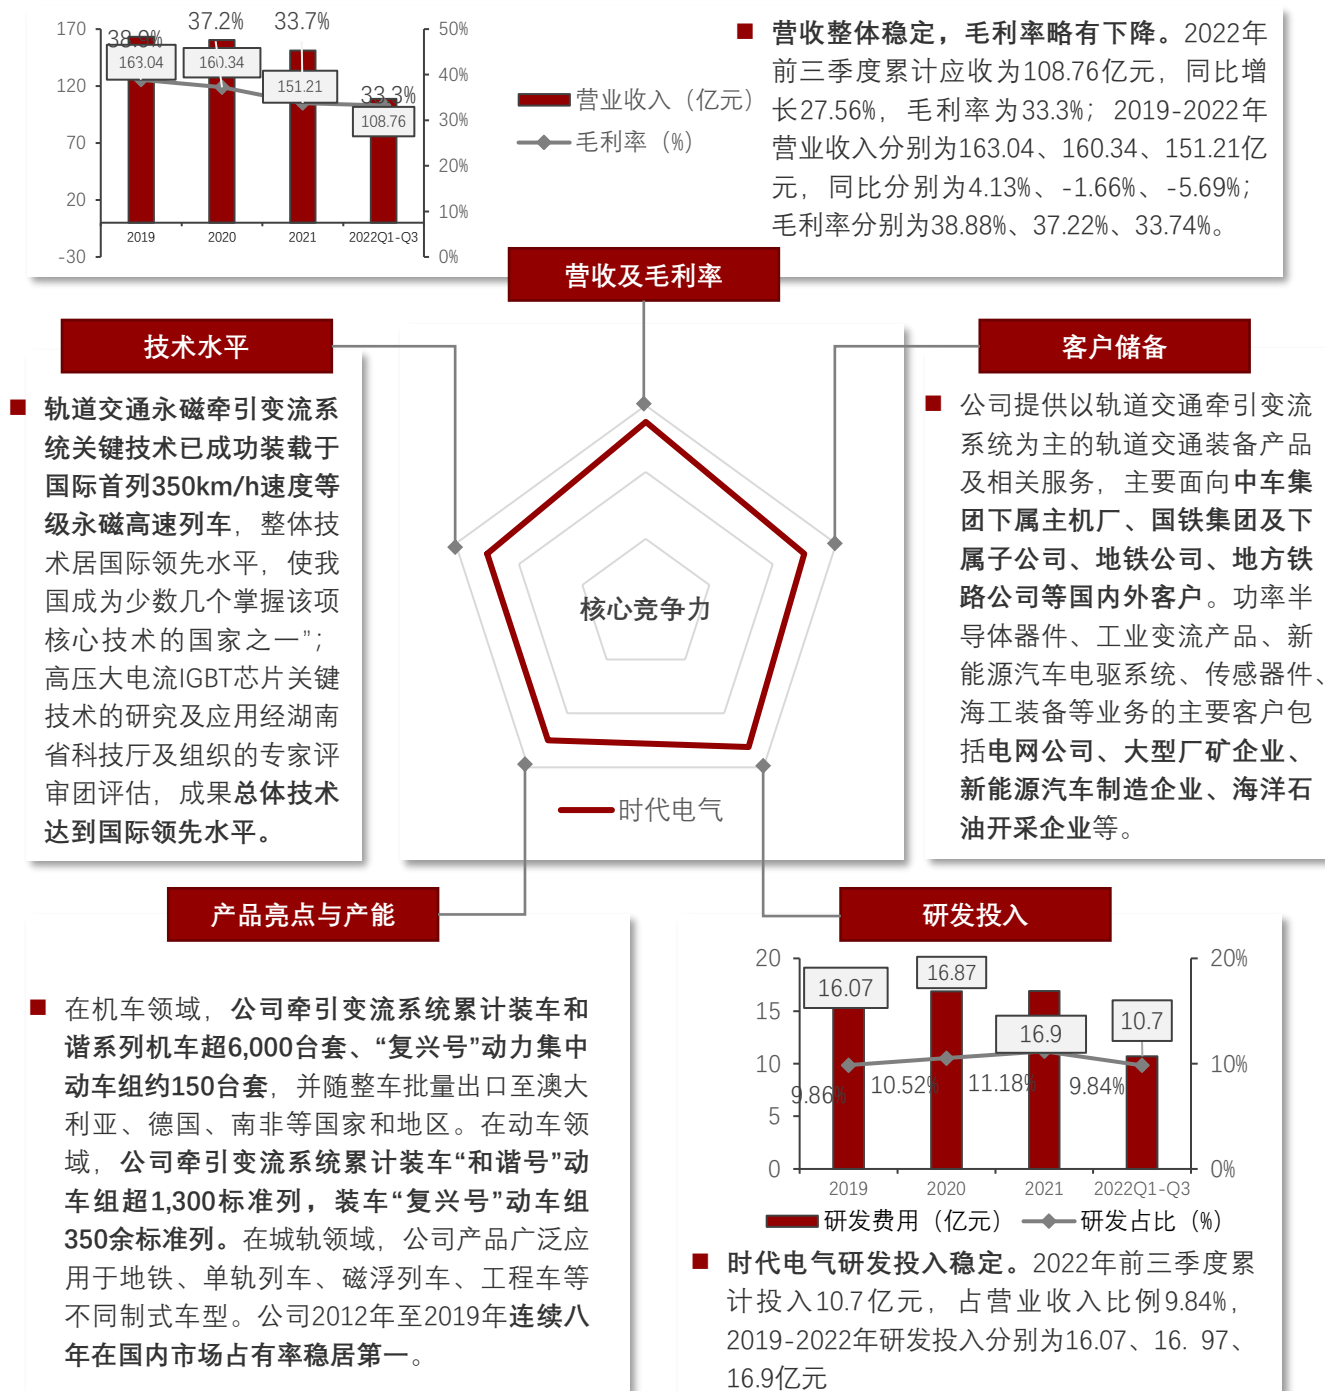 170
120
70
20
-30
38.9%
37.2%
33.7%
33.3%
163.04
160.34
151.21
108.76
2019
2020
2021
2022Q1-Q3
50%
40%
30%
20%
10%
0%
营业收入（亿元）
毛利率（%）
营收整体稳定，毛利率略有下降。2022年
前三季度累计应收为108.76亿元，同比增
长27.56%，毛利率为33.3%；2019-2022年
营业收入分别为163.04、160.34、151.21亿
元，同比分别为4.13%、-1.66%、-5.69%；
毛利率分别为38.88%、37.22%、33.74%。
营收及毛利率
技术水平
轨道交通永磁牵引变流系
统关键技术已成功装载于
国际首列350km/h速度等
级永磁高速列车，整体技
术居国际领先水平，使我
国成为少数几个掌握该项
核心技术的国家之一”；
高压大电流IGBT芯片关键
技术的研究及应用经湖南
省科技厅及组织的专家评
审团评估，成果总体技术
达到国际领先水平。
核心竞争力
时代电气
客户储备
公司提供以轨道交通牵引变流
系统为主的轨道交通装备产品
及相关服务，主要面向中车集
团下属主机厂、国铁集团及下
属子公司、地铁公司、地方铁
路公司等国内外客户。功率半
导体器件、工业变流产品、新
能源汽车电驱系统、传感器件、
海工装备等业务的主要客户包
括电网公司、大型厂矿企业、
新能源汽车制造企业、海洋石
油开采企业等。
产品亮点与产能
在机车领域，公司牵引变流系统累计装车和
谐系列机车超6,000台套、“复兴号”动力集中
动车组约150台套，并随整车批量出口至澳大
利亚、德国、南非等国家和地区。在动车领
域，公司牵引变流系统累计装车“和谐号”动
车组超1,300标准列，装车“复兴号”动车组
350余标准列。在城轨领域，公司产品广泛应
用于地铁、单轨列车、磁浮列车、工程车等
不同制式车型。公司2012年至2019年连续八
年在国内市场占有率稳居第一。
研发投入
20
15
10
5
0
16.07
16.87
16.9
10.7
9.86%
10.52%
11.18%
9.84%
2019
2020
2021
2022Q1-Q3
20%
10%
0%
研发费用（亿元）
研发占比（%）
时代电气研发投入稳定。2022年前三季度累
计投入10.7亿元，占营业收入比例9.84%，
2019-2022年研发投入分别为16.07、16. 97、
16.9亿元